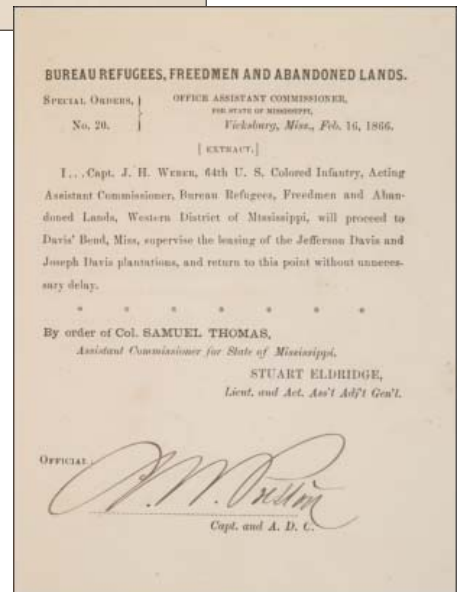 BUREAU REFUGEES, FREEDMEN AND ABANDONED LANDS.
SPECIAL ORDERS, }
No. 20.
OFFICE ASSISTANT COMMISSIONER,
FOR STATE OF MISSISSIPPI,
Vicksburg, Miss., Feb. 16, 1866.
[ EXTRACT.]
I...Capt. J. H. WEBER, 64th U. S. Colored Infantry, Acting
Assistant Commissioner, Bureau Refugees, Freedmen and Aban-
doned Lands, Western District of Mississippi, will proceed to
Davis' Bend, Miss, supervise the leasing of the Jefferson Davis and
Joseph Davis plantations, and return to this point without unneces-
sary delay.
* * * * * * *
By order of Col. SAMUEL THOMAS,
Assistant Commissioner for State of Mississippi.
STUART ELDRIDGE,
Lieut. and Act. Ass't Adj't Gen'l.
OFFICIAL.
Preston
Capt. and A. D. C.